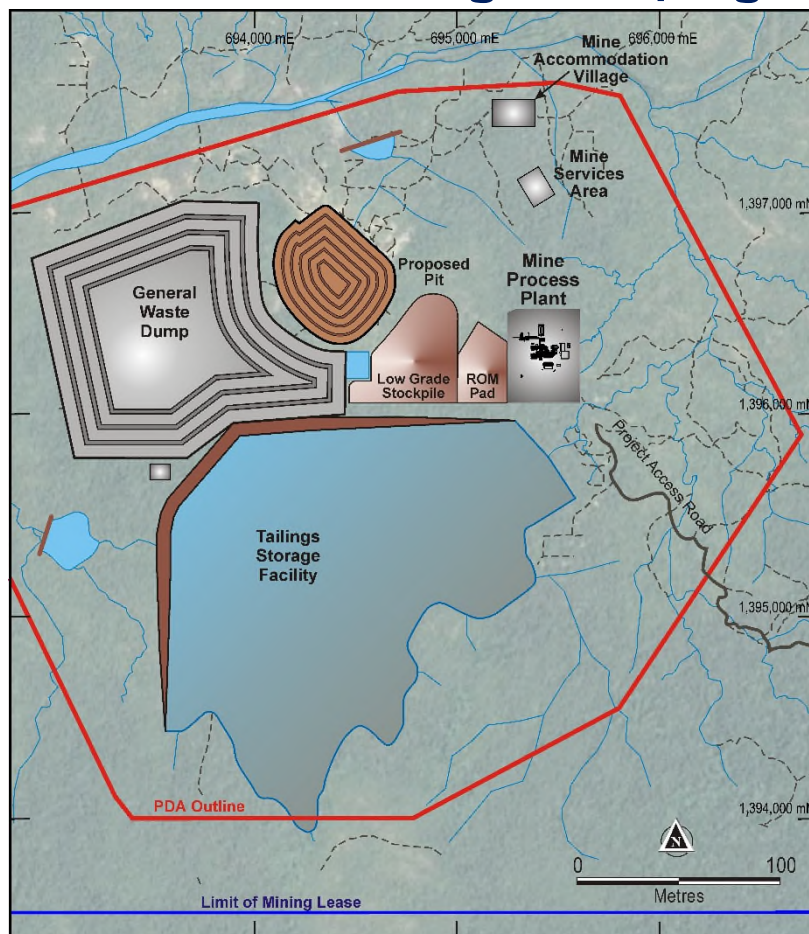 694,000 mE
695,000 mE
696,000 mE
Mine
Accommodation
Village
Mine
Services
Area
1,397,000 mN
Proposed
Pit
Mine
Process
Plant
General
Waste
Dump
Low Grade
Stockpile
ROM
Pad
1,396,000 mN
Project Access Road
Tailings
Storage
Facility
1,395,000 mN
PDA Outline
1,394,000 mN
N
0
100
Metres
Limit of Mining Lease